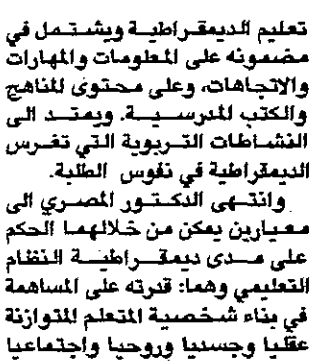 تعليم الديمقراطية ويشتمل في
مضمونه على المعلومات والمهارات
والاتجاهات، وعلى محتوى المناهج
والكتب المدرسية. ويمتد الى
النشاطات التربوية التي تغرس
الديمقراطية في نفوس الطلبة.
وانتهى الدكتور المصري الى
معيارين يمكن من خلالهما الحكم
على مدى ديمقراطية النظام
التعليمي وهما: قدرته على المساهمة
في بناء شخصية المتعلم المتوازنة
عقليا وجسديا وروحيا واجتماعيا